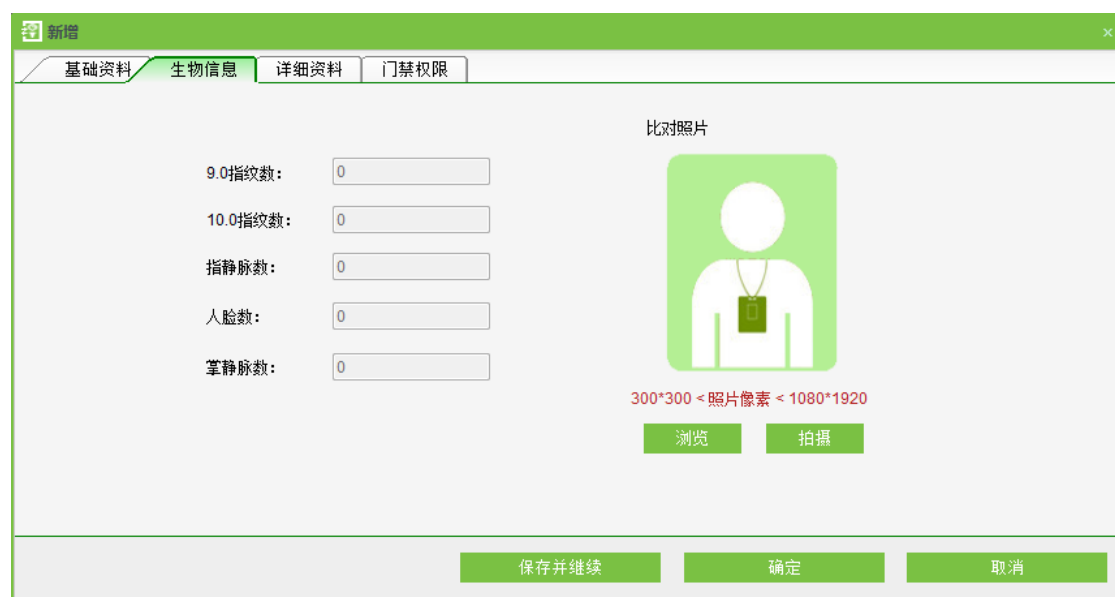 新增
基础资料 生物信息 详细资料 门禁权限
比对照片
9.0指纹数： 0
10.0指纹数： 0
指静脉数： 0
人脸数： 0
掌静脉数： 0
300*300 < 照片像素 < 1080*1920
浏览 拍摄
保存并继续 确定 取消